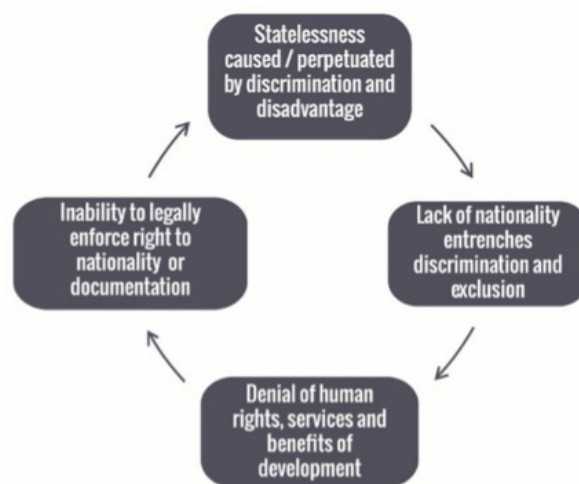 Statelessness
caused / perpetuated
by discrimination and
disadvantage
Lack of nationality
entrenches
discrimination and
exclusion
Denial of human
rights, services and
benefits of
development
Inability to legally
enforce right to
nationality or
documentation